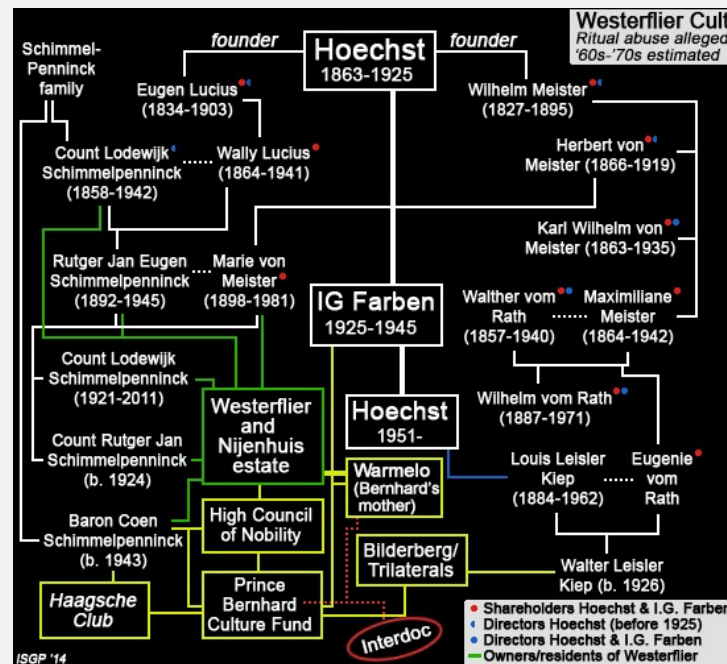 Westerflier Cult
Ritual abuse alleged
'60s-'70s estimated
Schimmel-
Penninck
family
founder
Hoechst
1863-1925
founder
Eugen Lucius
(1834-1903)
Wilhelm Meister
(1827-1895)
Count Lodewijk
Schimmelpenninck
(1858-1942)
Wally Lucius
(1864-1941)
Herbert von
Meister (1866-1919)
Karl Wilhelm von
Meister (1863-1935)
Rutger Jan Eugen
Schimmelpenninck
(1892-1945)
Marie von
Meister
(1898-1981)
IG Farben
1925-1945
Walther vom
Rath
(1857-1940)
Maximiliane
Meister
(1864-1942)
Count Lodewijk
Schimmelpenninck
(1921-2011)
Westerflier
and
Nijenhuis
estate
Hoechst
1951-
Wilhelm vom Rath
(1887-1971)
Count Rutger Jan
Schimmelpenninck
(b. 1924)
Warmelo
(Bernhard's
mother)
Louis Leisler
Kiep
(1884-1962)
Eugenie
vom
Rath
Baron Coen
Schimmelpenninck
(b. 1943)
High Council
of Nobility
Bilderberg/
Trilaterals
Walter Leisler
Kiep (b. 1926)
Haagsche
Club
Prince
Bernhard
Culture Fund
Interdoc
Shareholders Hoechst & I.G. Farben
Directors Hoechst (before 1925)
Directors Hoechst & I.G. Farben
Owners/residents of Westerflier
ISGP '14